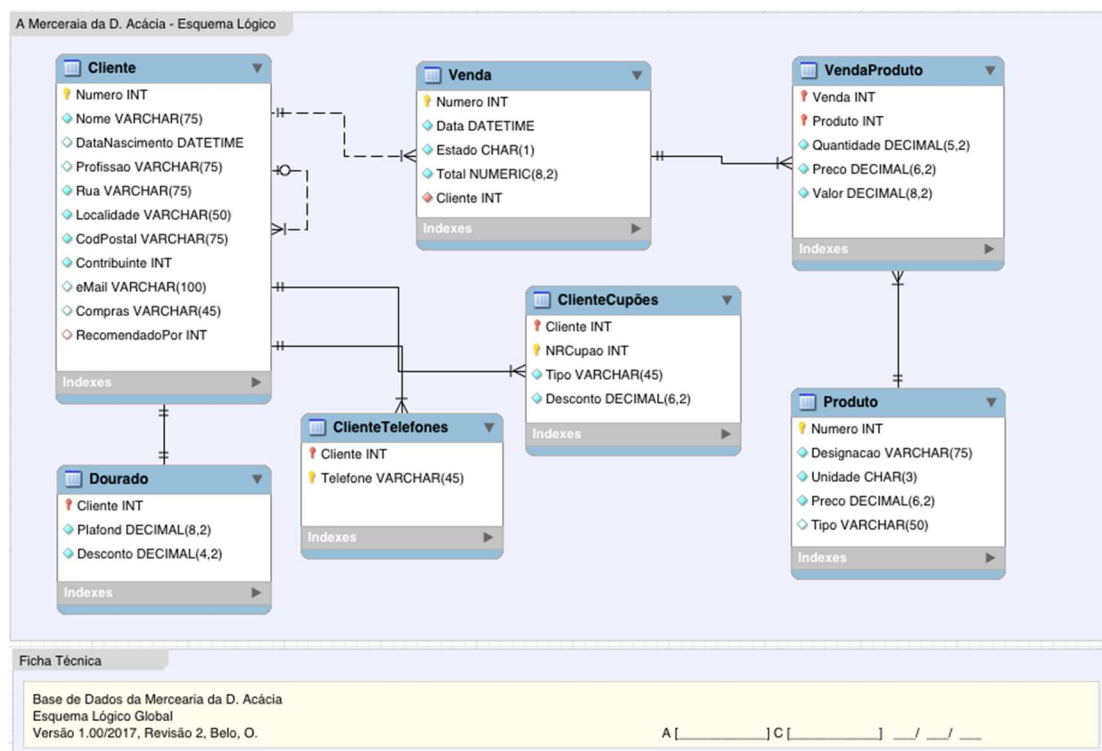 A Merceraia da D. Acácia - Esquema Lógico
Cliente
Numero INT
Nome VARCHAR(75)
DataNascimento DATETIME
Profissao VARCHAR(75)
Rua VARCHAR(75)
Localidade VARCHAR(50)
CodPostal VARCHAR(75)
Contribuinte INT
eMail VARCHAR(100)
Compras VARCHAR(45)
RecomendadoPor INT
Indexes
Venda
Numero INT
Data DATETIME
Estado CHAR(1)
Total NUMERIC(8,2)
Cliente INT
Indexes
VendaProduto
Venda INT
Produto INT
Quantidade DECIMAL(5,2)
Preco DECIMAL(6,2)
Valor DECIMAL(8,2)
Indexes
ClienteCupões
Cliente INT
NRCupao INT
Tipo VARCHAR(45)
Desconto DECIMAL(6,2)
Indexes
Dourado
Cliente INT
Plafond DECIMAL(8,2)
Desconto DECIMAL(4,2)
Indexes
ClienteTelefones
Cliente INT
Telefone VARCHAR(45)
Indexes
Produto
Numero INT
Designacao VARCHAR(75)
Unidade CHAR(3)
Preco DECIMAL(6,2)
Tipo VARCHAR(50)
Indexes
Ficha Técnica
Base de Dados da Mercearia da D. Acácia
Esquema Lógico Global
Versão 1.00/2017, Revisão 2, Belo, O.
A [____________] C [____________] ___/ ___/ ___